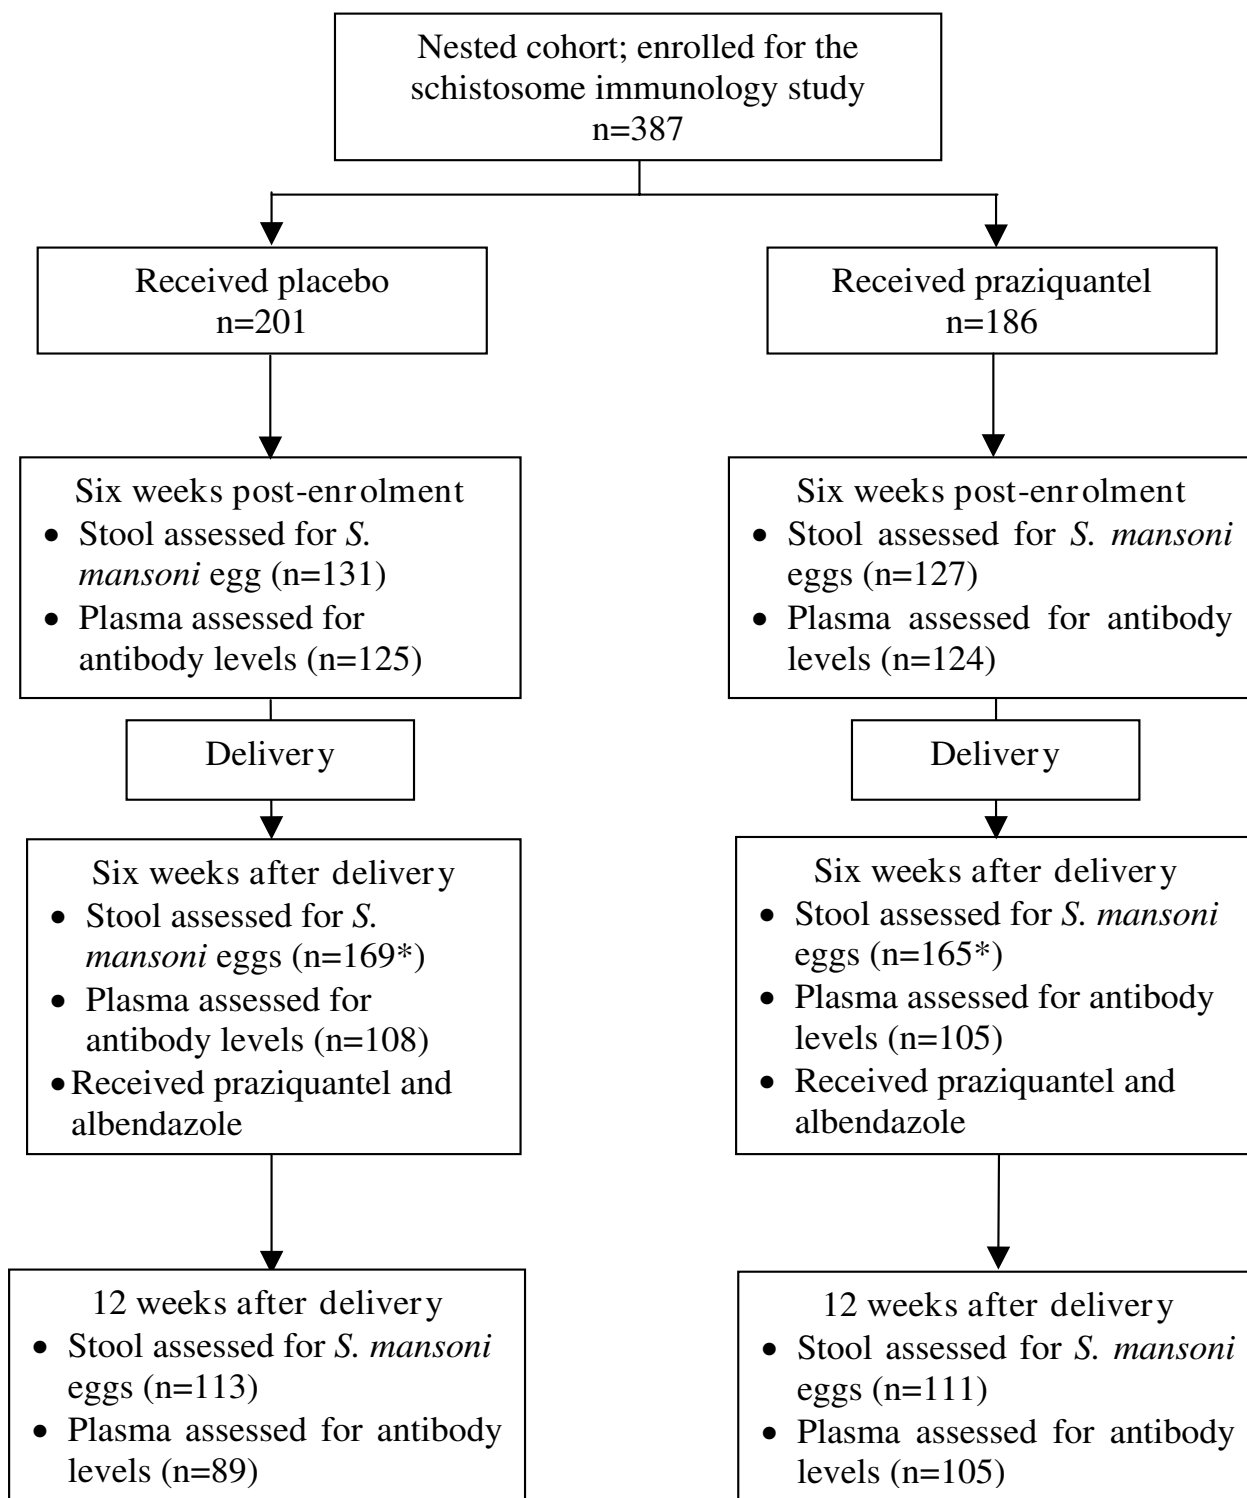 Nested cohort; enrolled for the
schistosome immunology study
n=387
Received placebo
n=201
Received praziquantel
n=186
Six weeks post-enrolment
• Stool assessed for S.
mansoni egg (n=131)
• Plasma assessed for
antibody levels (n=125)
Six weeks post-enrolment
• Stool assessed for S. mansoni
eggs (n=127)
• Plasma assessed for antibody
levels (n=124)
Delivery
Delivery
Six weeks after delivery
• Stool assessed for S.
mansoni eggs (n=169*)
• Plasma assessed for
antibody levels (n=108)
• Received praziquantel and
albendazole
Six weeks after delivery
• Stool assessed for S. mansoni
eggs (n=165*)
• Plasma assessed for antibody
levels (n=105)
• Received praziquantel and
albendazole
12 weeks after delivery
• Stool assessed for S. mansoni
eggs (n=113)
• Plasma assessed for antibody
levels (n=89)
12 weeks after delivery
• Stool assessed for S. mansoni
eggs (n=111)
• Plasma assessed for antibody
levels (n=105)